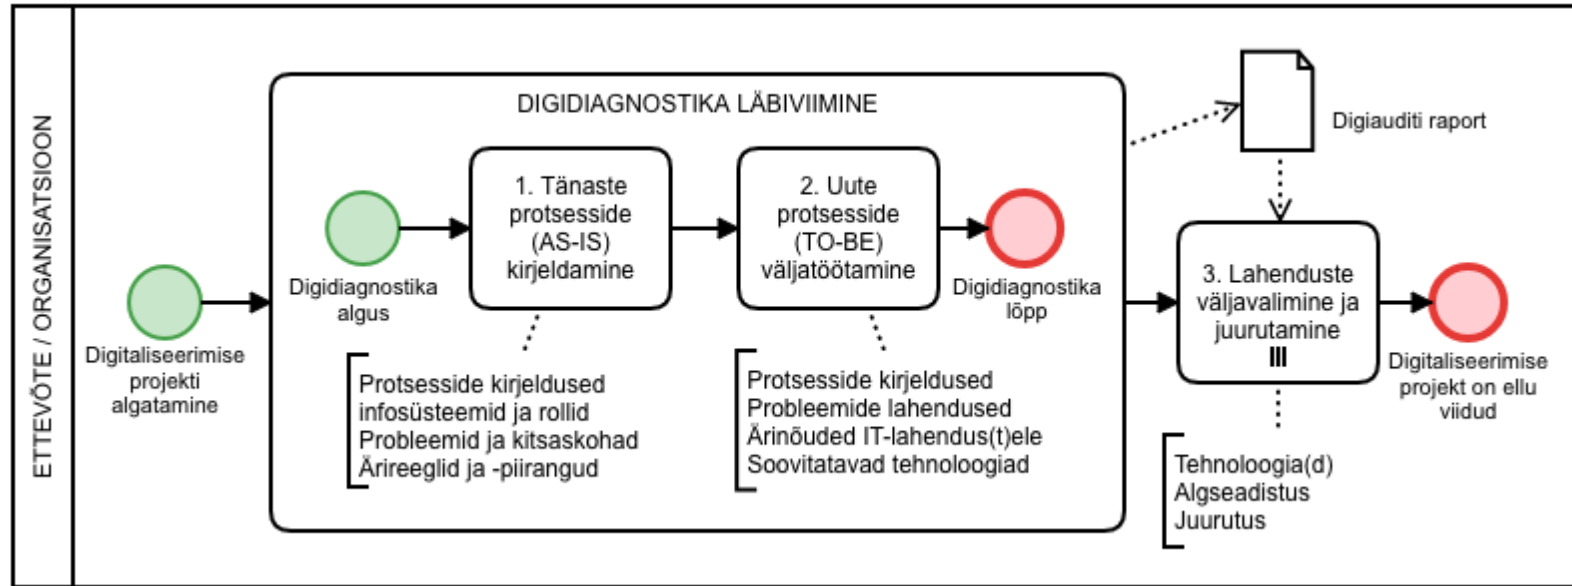 ETTEVÕTE / ORGANISATSIOON
Digitaliseerimise
projekti
algatamine
DIGIDIAGNOSTIKA LÄBIVIIMINE
Digidiagnostika
algus
1. Tänaste
protsesside
(AS-IS)
kirjeldamine
Protsesside kirjeldused
infosüsteemid ja rollid
Probleemid ja kitsaskohad
Ärireeglid ja -piirangud
2. Uute
protsesside
(TO-BE)
väljatöötamine
Protsesside kirjeldused
Probleemide lahendused
Ärinõuded IT-lahendus(t)ele
Soovitatavad tehnoloogiad
Digidiagnostika
lõpp
Digiauditi raport
3. Lahenduste
väljavalimine ja
juurutamine
Tehnoloogia(d)
Algseadistus
Juurutus
Digitaliseerimise
projekt on ellu
viidud